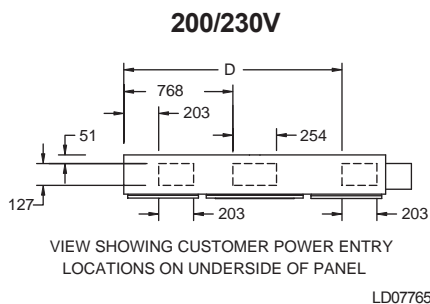 200/230V
D
768
203
51
254
127
203
203
VIEW SHOWING CUSTOMER POWER ENTRY
LOCATIONS ON UNDERSIDE OF PANEL
LD07765